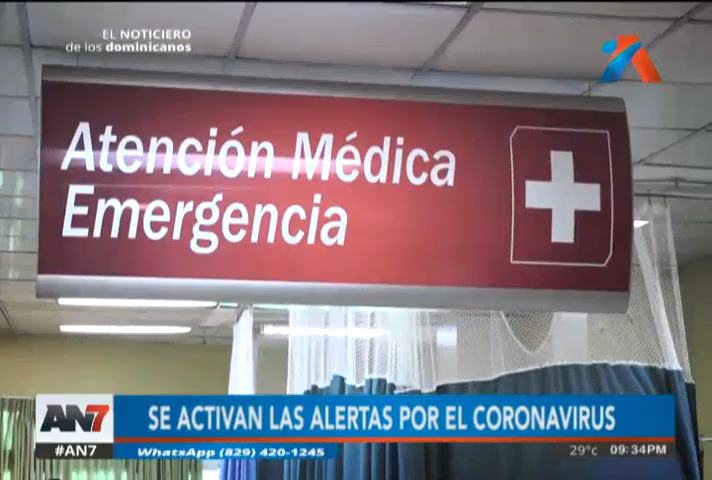 EL NOTICIERO
de los dominicanos
Atención Médica
Emergencia
AN7
SE ACTIVAN LAS ALERTAS POR EL CORONAVIRUS
#AN7
WhatsApp (829) 420-1245
29°C
09:34PM